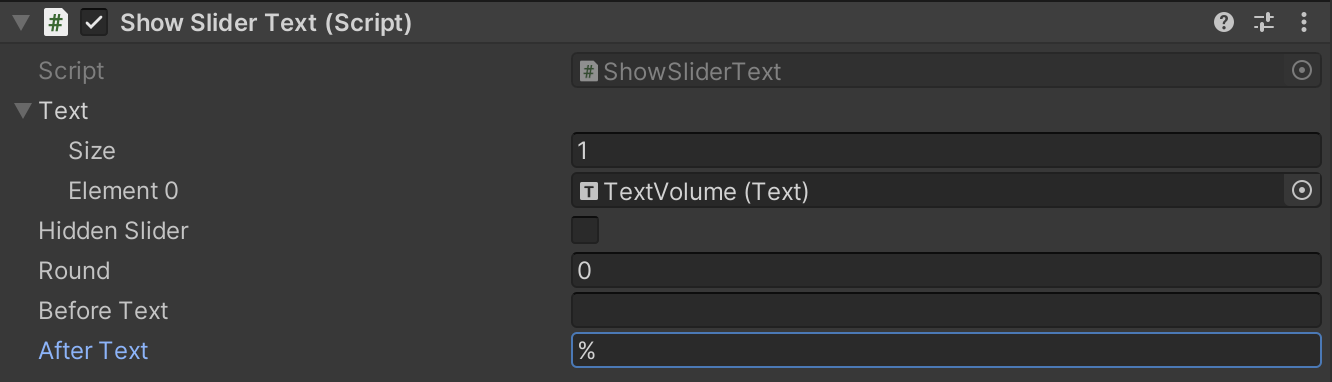 # Show Slider Text (Script)
Script # ShowSliderText
Text
Size 1
Element 0 T TextVolume (Text)
Hidden Slider
Round 0
Before Text
After Text %